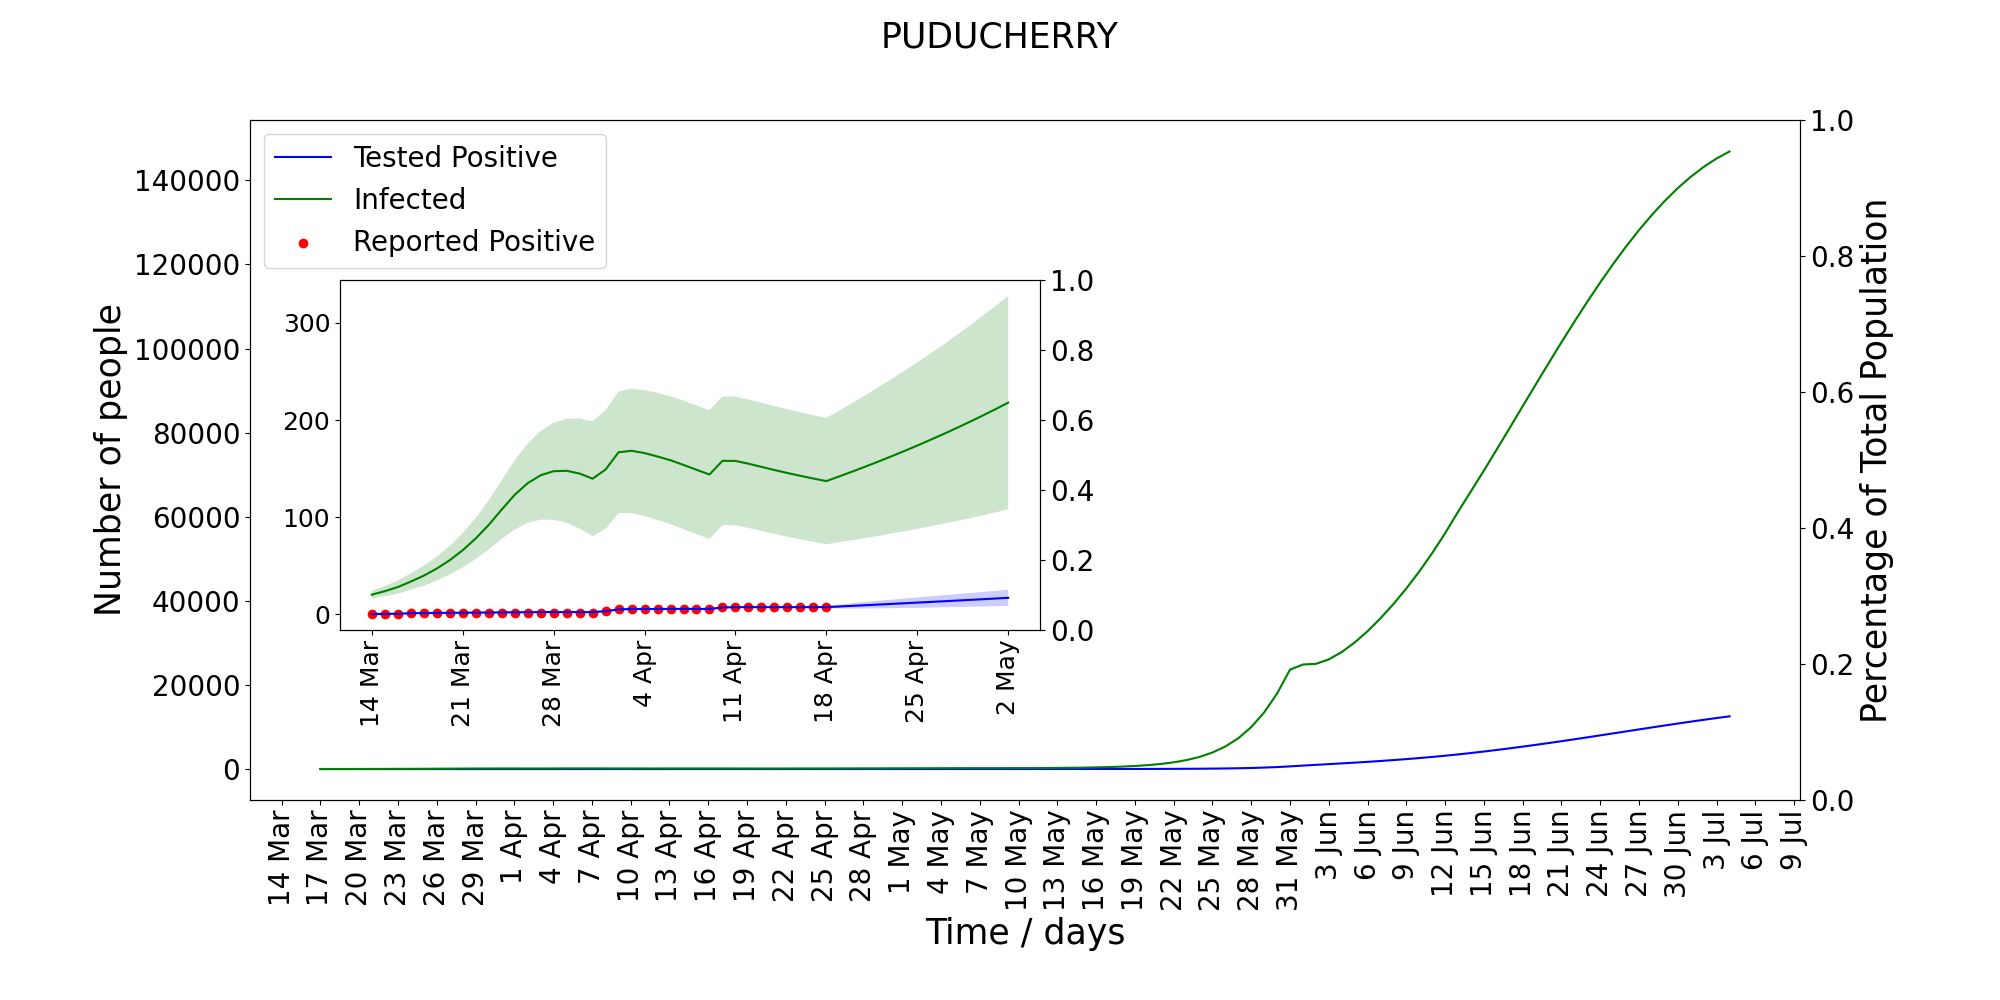 PUDUCHERRY
Tested Positive
Infected
Reported Positive
Number of people
140000
120000
100000
80000
60000
40000
20000
0
300
200
100
0
1.0
0.8
0.6
0.4
0.2
0.0
14 Mar
21 Mar
28 Mar
4 Apr
11 Apr
18 Apr
25 Apr
2 May
1.0
0.8
0.6
0.4
0.2
0.0
Percentage of Total Population
14 Mar
17 Mar
20 Mar
23 Mar
26 Mar
29 Mar
1 Apr
4 Apr
7 Apr
10 Apr
13 Apr
16 Apr
19 Apr
22 Apr
25 Apr
28 Apr
1 May
4 May
7 May
10 May
13 May
16 May
19 May
22 May
25 May
28 May
31 May
3 Jun
6 Jun
9 Jun
12 Jun
15 Jun
18 Jun
21 Jun
24 Jun
27 Jun
30 Jun
3 Jul
6 Jul
9 Jul
Time / days